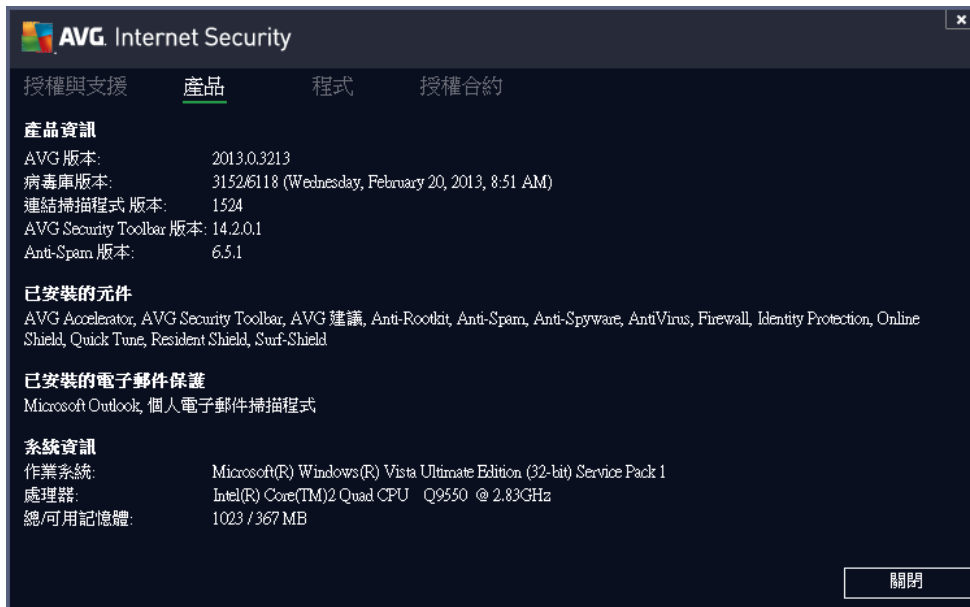 AVG. Internet Security
授權與支援 產品 程式 授權合約
產品資訊
AVG 版本: 2013.0.3213
病毒庫版本: 3152/6118 (Wednesday, February 20, 2013, 8:51 AM)
連結掃描程式 版本: 1524
AVG Security Toolbar 版本: 14.2.0.1
Anti-Spam 版本: 6.5.1
已安裝的元件
AVG Accelerator, AVG Security Toolbar, AVG 建議, Anti-Rootkit, Anti-Spam, Anti-Spyware, AntiVirus, Firewall, Identity Protection, Online
Shield, Quick Tune, Resident Shield, Surf-Shield
已安裝的電子郵件保護
Microsoft Outlook, 個人電子郵件掃描程式
系統資訊
作業系統: Microsoft(R) Windows(R) Vista Ultimate Edition (32-bit) Service Pack 1
處理器: Intel(R) Core(TM)2 Quad CPU Q9550 @ 2.83GHz
總/可用記憶體: 1023 / 367 MB
關閉